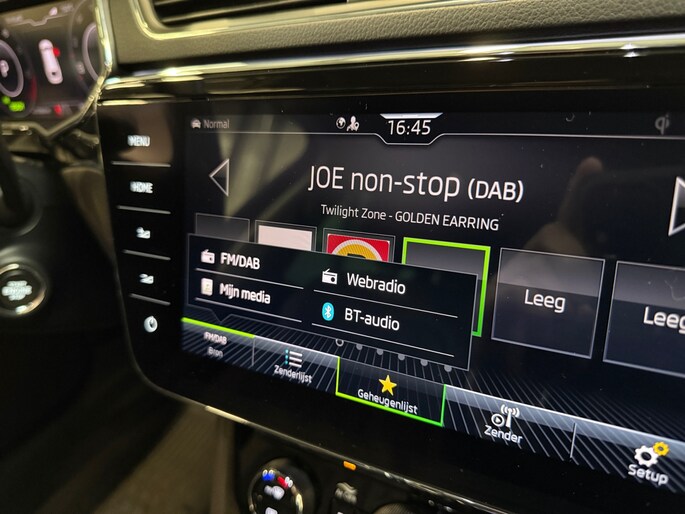 P
MENU
HOME
Normal
16:45
JOE non-stop (DAB)
Twilight Zone - GOLDEN EARRING
FM/DAB
Webradio
Mijn media
BT-audio
Leeg
Leeg
FM/DAB
Bron
Zenderlijst
Geheugenlijst
Zender
Setup